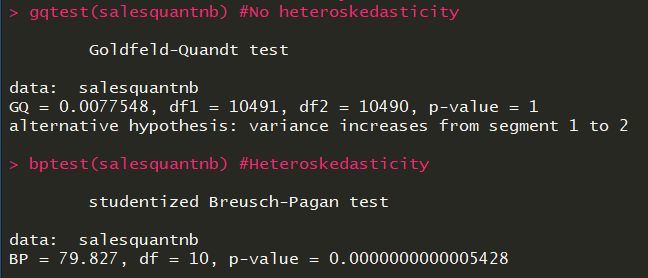 > gqtest(salesquantnb) #No heteroskedasticity
Goldfeld-Quandt test
data:  salesquantnb
GQ = 0.0077548, df1 = 10491, df2 = 10490, p-value = 1
alternative hypothesis: variance increases from segment 1 to 2
> bptest(salesquantnb) #Heteroskedasticity
studentized Breusch-Pagan test
data:  salesquantnb
BP = 79.827, df = 10, p-value = 0.0000000000005428